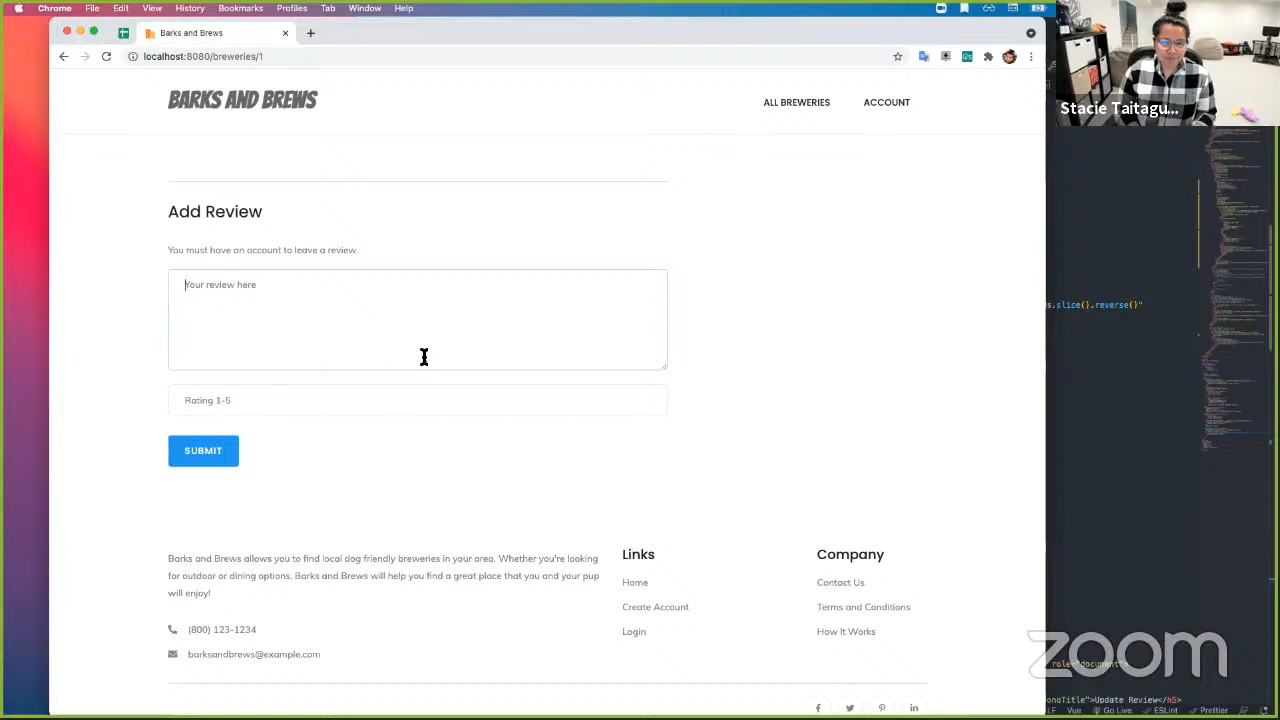 Chrome File Edit View History Bookmarks Profiles Tab Window Help
Barks and Brews
localhost:8080/breweries/1
BARKS AND BREWS
ALL BREWERIES ACCOUNT
Stacie Taitagu...
Add Review
You must have an account to leave a review.
Your review here
s.slice().reverse()"
Rating 1-5
SUBMIT
Barks and Brews allows you to find local dog friendly breweries in your area. Whether you're looking
for outdoor or dining options, Barks and Brews will help you find a great place that you and your pup
will enjoy!
(800) 123-1234
barksandbrews@example.com
Links
Home
Create Account
Login
Company
Contact Us
Terms and Conditions
How It Works
zoom
role="document">
ongTitle">Update Review</h5>
LF Vue Go Live ESLint Prettier